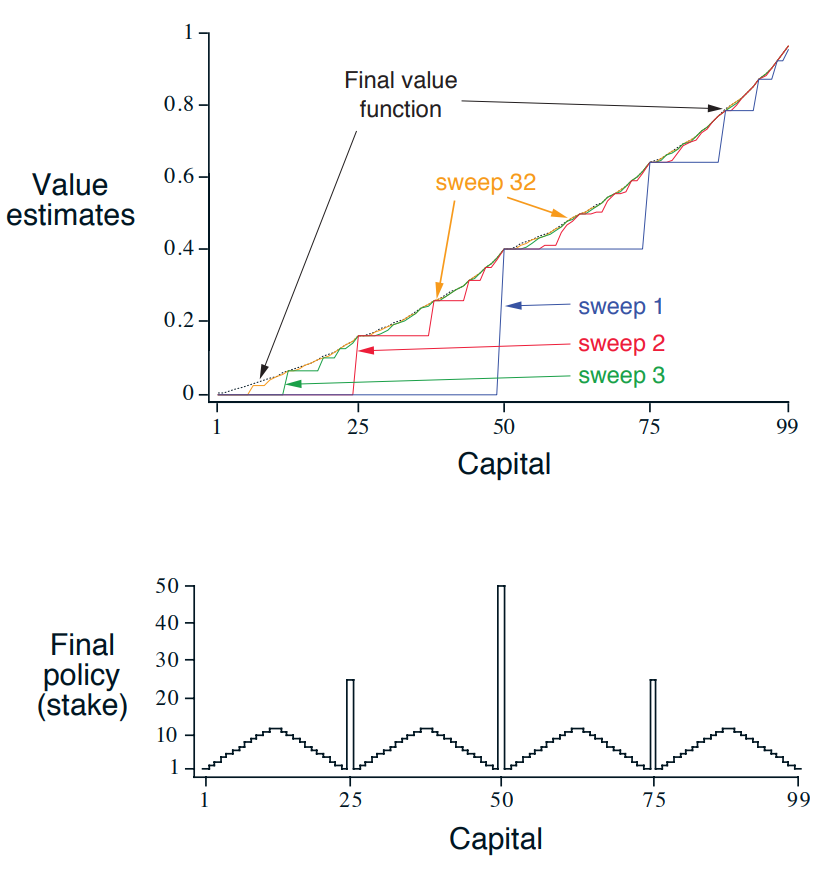 1
0.8
0.6
0.4
0.2
0
Value
estimates
Final value
function
sweep 32
sweep 1
sweep 2
sweep 3
1 25 50 75 99
Capital
50
40
30
20
10
1
Final
policy
(stake)
1 25 50 75 99
Capital